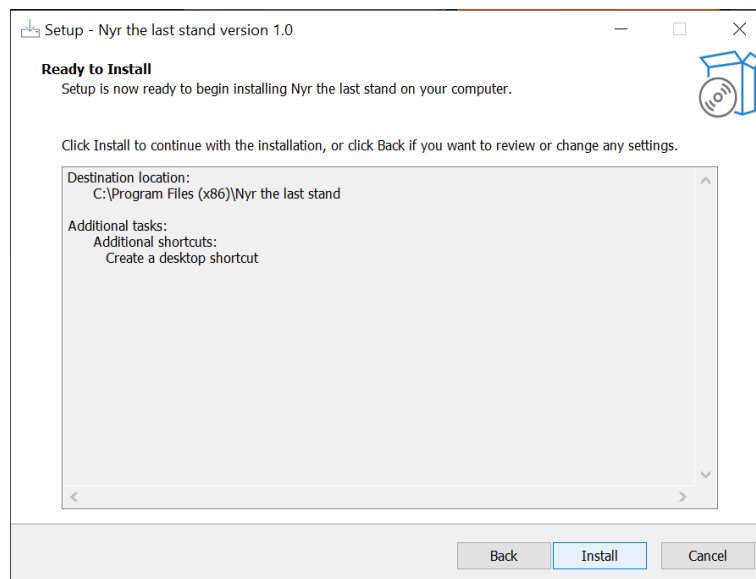 Setup - Nyr the last stand version 1.0
Ready to Install
Setup is now ready to begin installing Nyr the last stand on your computer.
Click Install to continue with the installation, or click Back if you want to review or change any settings.
Destination location:
C:\Program Files (x86)\Nyr the last stand
Additional tasks:
Additional shortcuts:
Create a desktop shortcut
Back Install Cancel